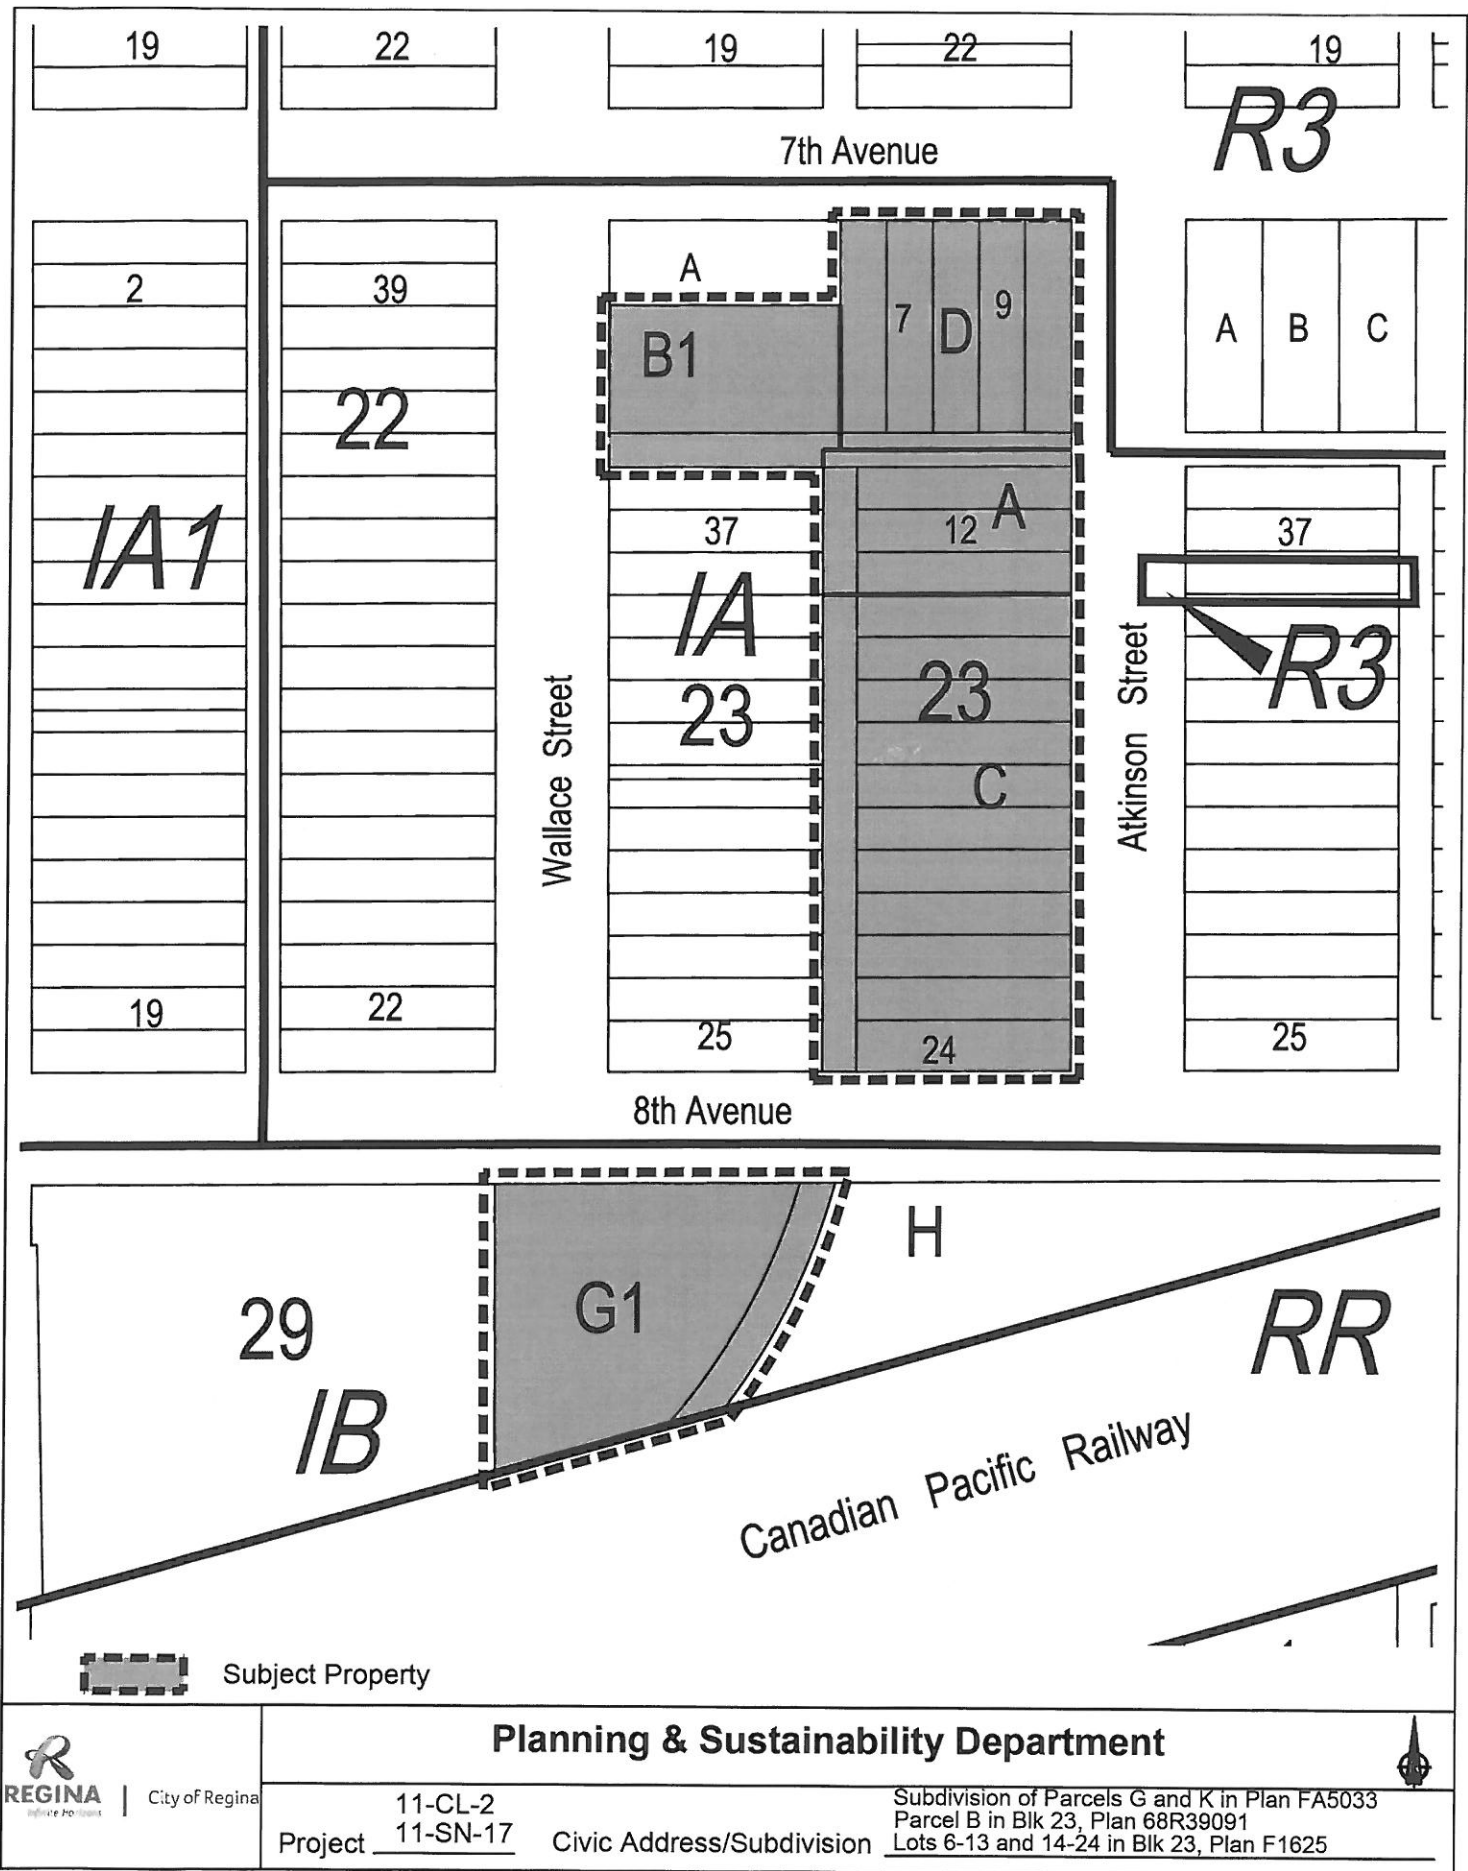 19 22 19 22 19
R3
7th Avenue
A
2 39 7 D 9
B1 A B C
22
IA1 37 12 A 37
IA
R3
23 23
Wallace Street
Atkinson Street
C
19 22 25 24 25
8th Avenue
H
29 G1 RR
IB
Canadian Pacific Railway
Subject Property
Planning & Sustainability Department
REGINA
Infinite Horizons
City of Regina
Project 11-CL-2
11-SN-17
Civic Address/Subdivision
Subdivision of Parcels G and K in Plan FA5033
Parcel B in Blk 23, Plan 68R39091
Lots 6-13 and 14-24 in Blk 23, Plan F1625